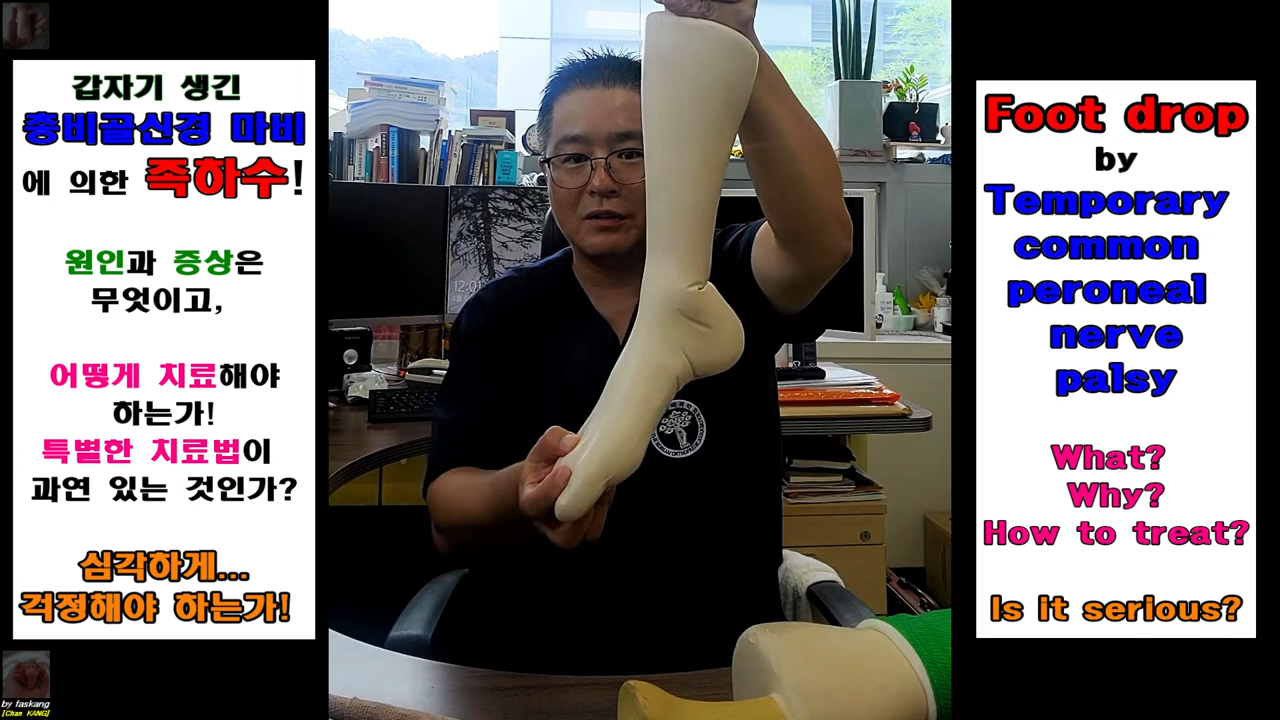 갑자기 생긴
총비골신경 마비
에 의한 족하수!
원인과 증상은
무엇이고,
어떻게 치료해야
하는가!
특별한 치료법이
과연 있는 것인가?
심각하게...
걱정해야 하는가!
by faskang
[Chan KANG]
12:01
Foot drop
by
Temporary
common
peroneal
nerve
palsy
What?
Why?
How to treat?
Is it serious?